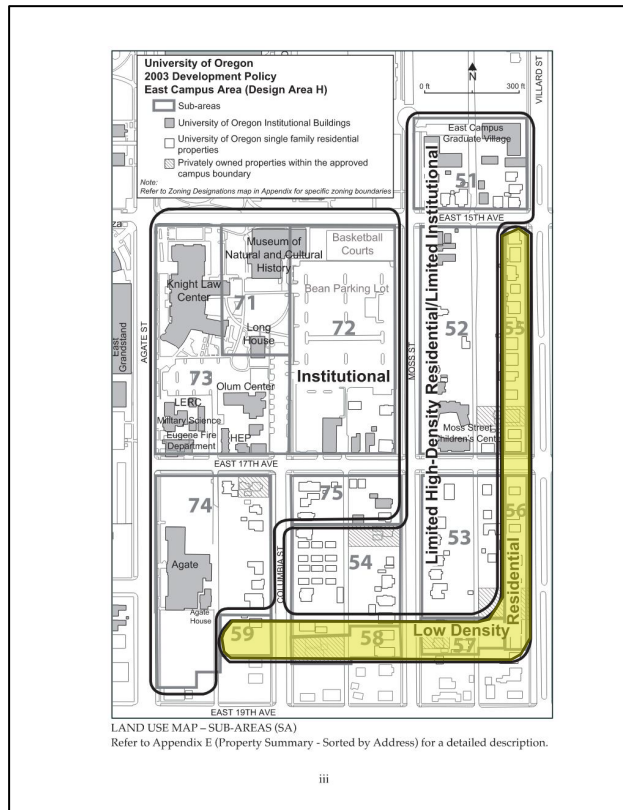 University of Oregon
2003 Development Policy
East Campus Area (Design Area H)
Sub-areas
University of Oregon Institutional Buildings
University of Oregon single family residential
properties
Privately owned properties within the approved
campus boundary
Note:
Refer to Zoning Designations map in Appendix for specific zoning boundaries
N
0 ft
300 ft
VILLARD ST
East Campus
Graduate Village
51
EAST 15TH AVE
Museum of
Natural and Cultural
History
Basketball
Courts
Knight Law
Center
Bean Parking Lot
71
72
Long
House
East
Grandstand
AGATE ST
MOSS ST
52
55
73
Institutional
Olum Center
LERC
Military Science
Eugene Fire
Department
HEP
Moss Street
Children's Center
Limited High-Density Residential/Limited Institutional
EAST 17TH AVE
74
75
53
56
54
COLUMBIA ST
Agate
Agate
House
Residential
Low Density
59
58
57
EAST 19TH AVE
LAND USE MAP – SUB-AREAS (SA)
Refer to Appendix E (Property Summary - Sorted by Address) for a detailed description.
iii